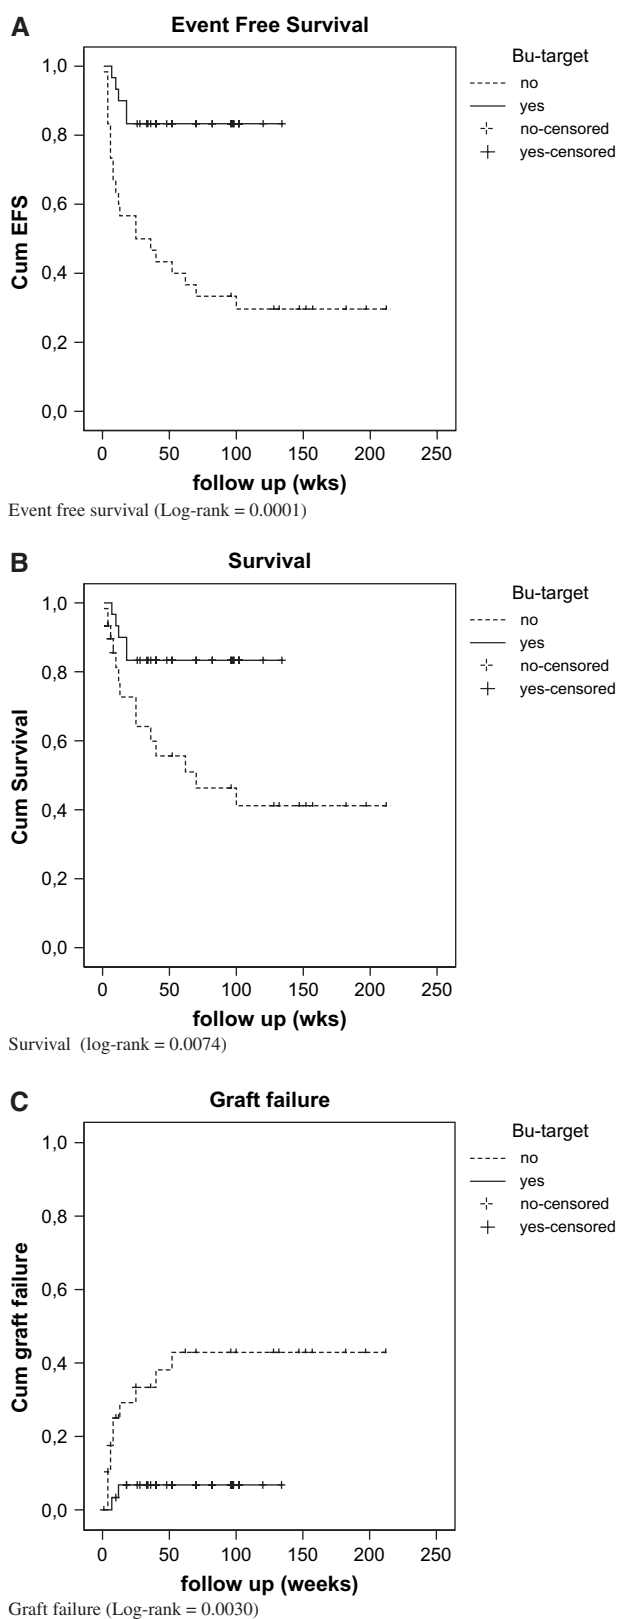 A
Event Free Survival
Bu-target
no
yes
no-censored
yes-censored
1,0
0,8
0,6
0,4
0,2
0,0
Cum EFS
0 50 100 150 200 250
follow up (wks)
Event free survival (Log-rank = 0.0001)
B
Survival
Bu-target
no
yes
no-censored
yes-censored
1,0
0,8
0,6
0,4
0,2
0,0
Cum Survival
0 50 100 150 200 250
follow up (wks)
Survival (log-rank = 0.0074)
C
Graft failure
Bu-target
no
yes
no-censored
yes-censored
1,0
0,8
0,6
0,4
0,2
0,0
Cum graft failure
0 50 100 150 200 250
follow up (weeks)
Graft failure (Log-rank = 0.0030)